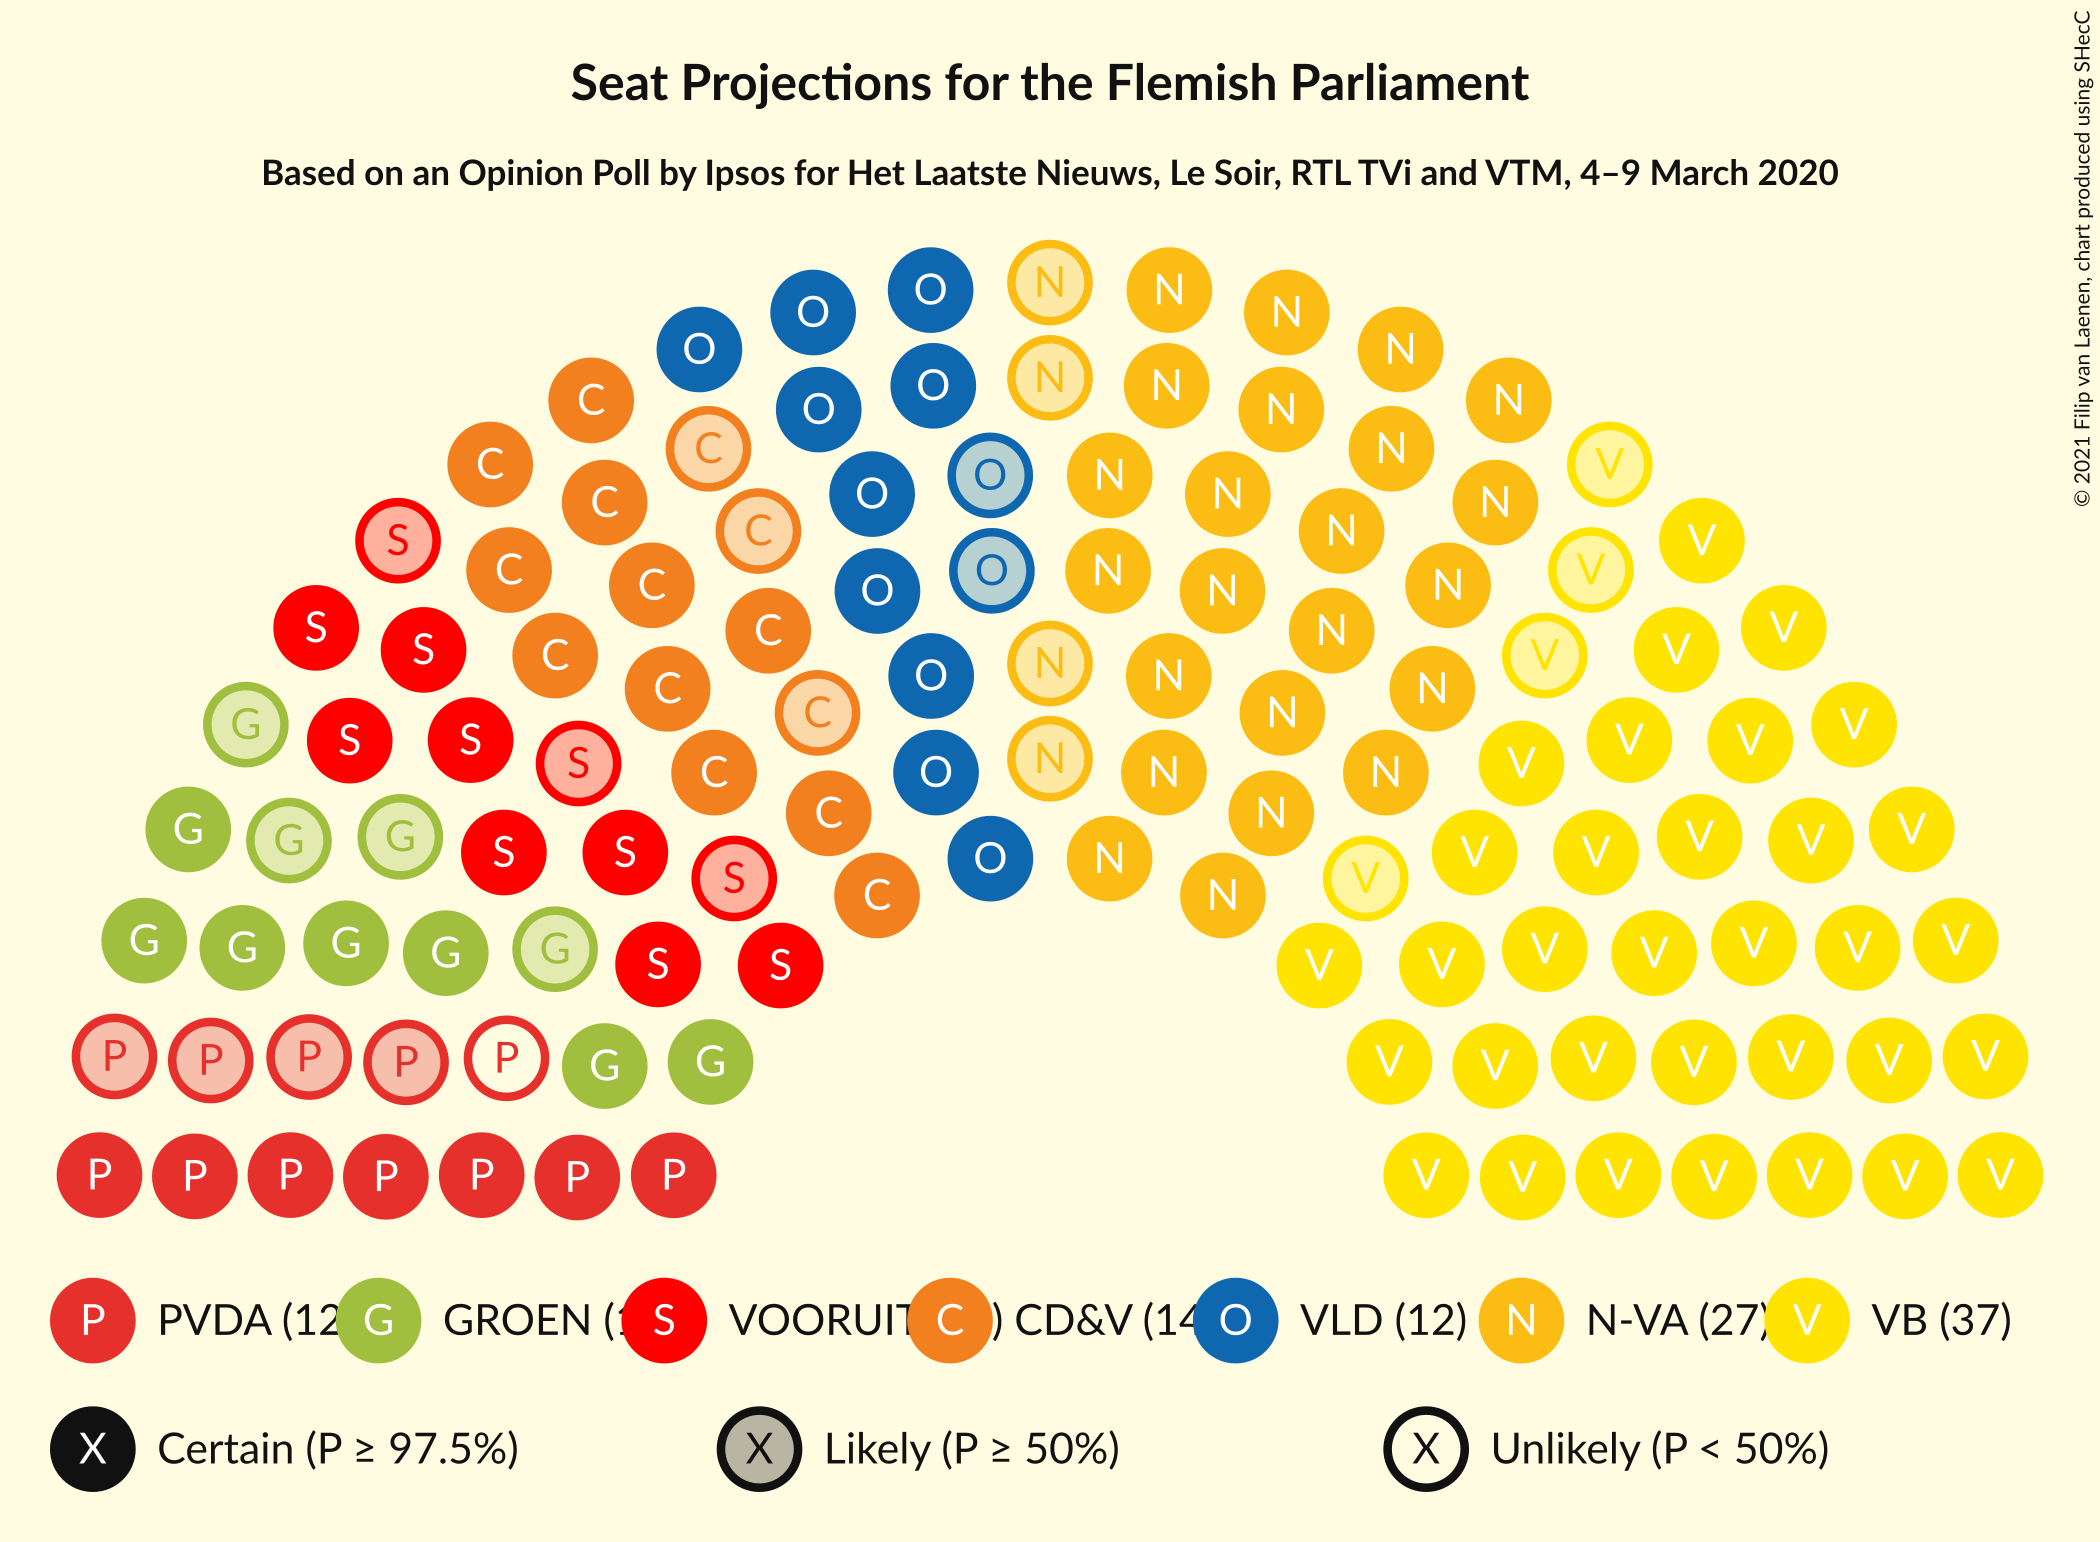 Seat Projections for the Flemish Parliament
Based on an Opinion Poll by Ipsos for Het Laatste Nieuws, Le Soir, RTL TVi and VTM, 4–9 March 2020
© 2021 Filip van Laenen, chart produced using SHecC
O O N N N
O N
C O O N N N N
C C N V
C O O N N
C C N N V
S C O N N V
C O O N N V
C C N
S C N V
S S C C O N N N V V
G S S S C C O N N N N V V V V
G G G S S S C C O N N N V V V V V V
G G G G G S S C N V V V V V V V
P P P P P G G V V V V V V V
P P P P P P P V V V V V V V
P PVDA (12 G GROEN ( S VOORUIT C ) CD&V (14 O VLD (12) N N-VA (27) V VB (37)
X Certain (P ≥ 97.5%) X Likely (P ≥ 50%) X Unlikely (P < 50%)